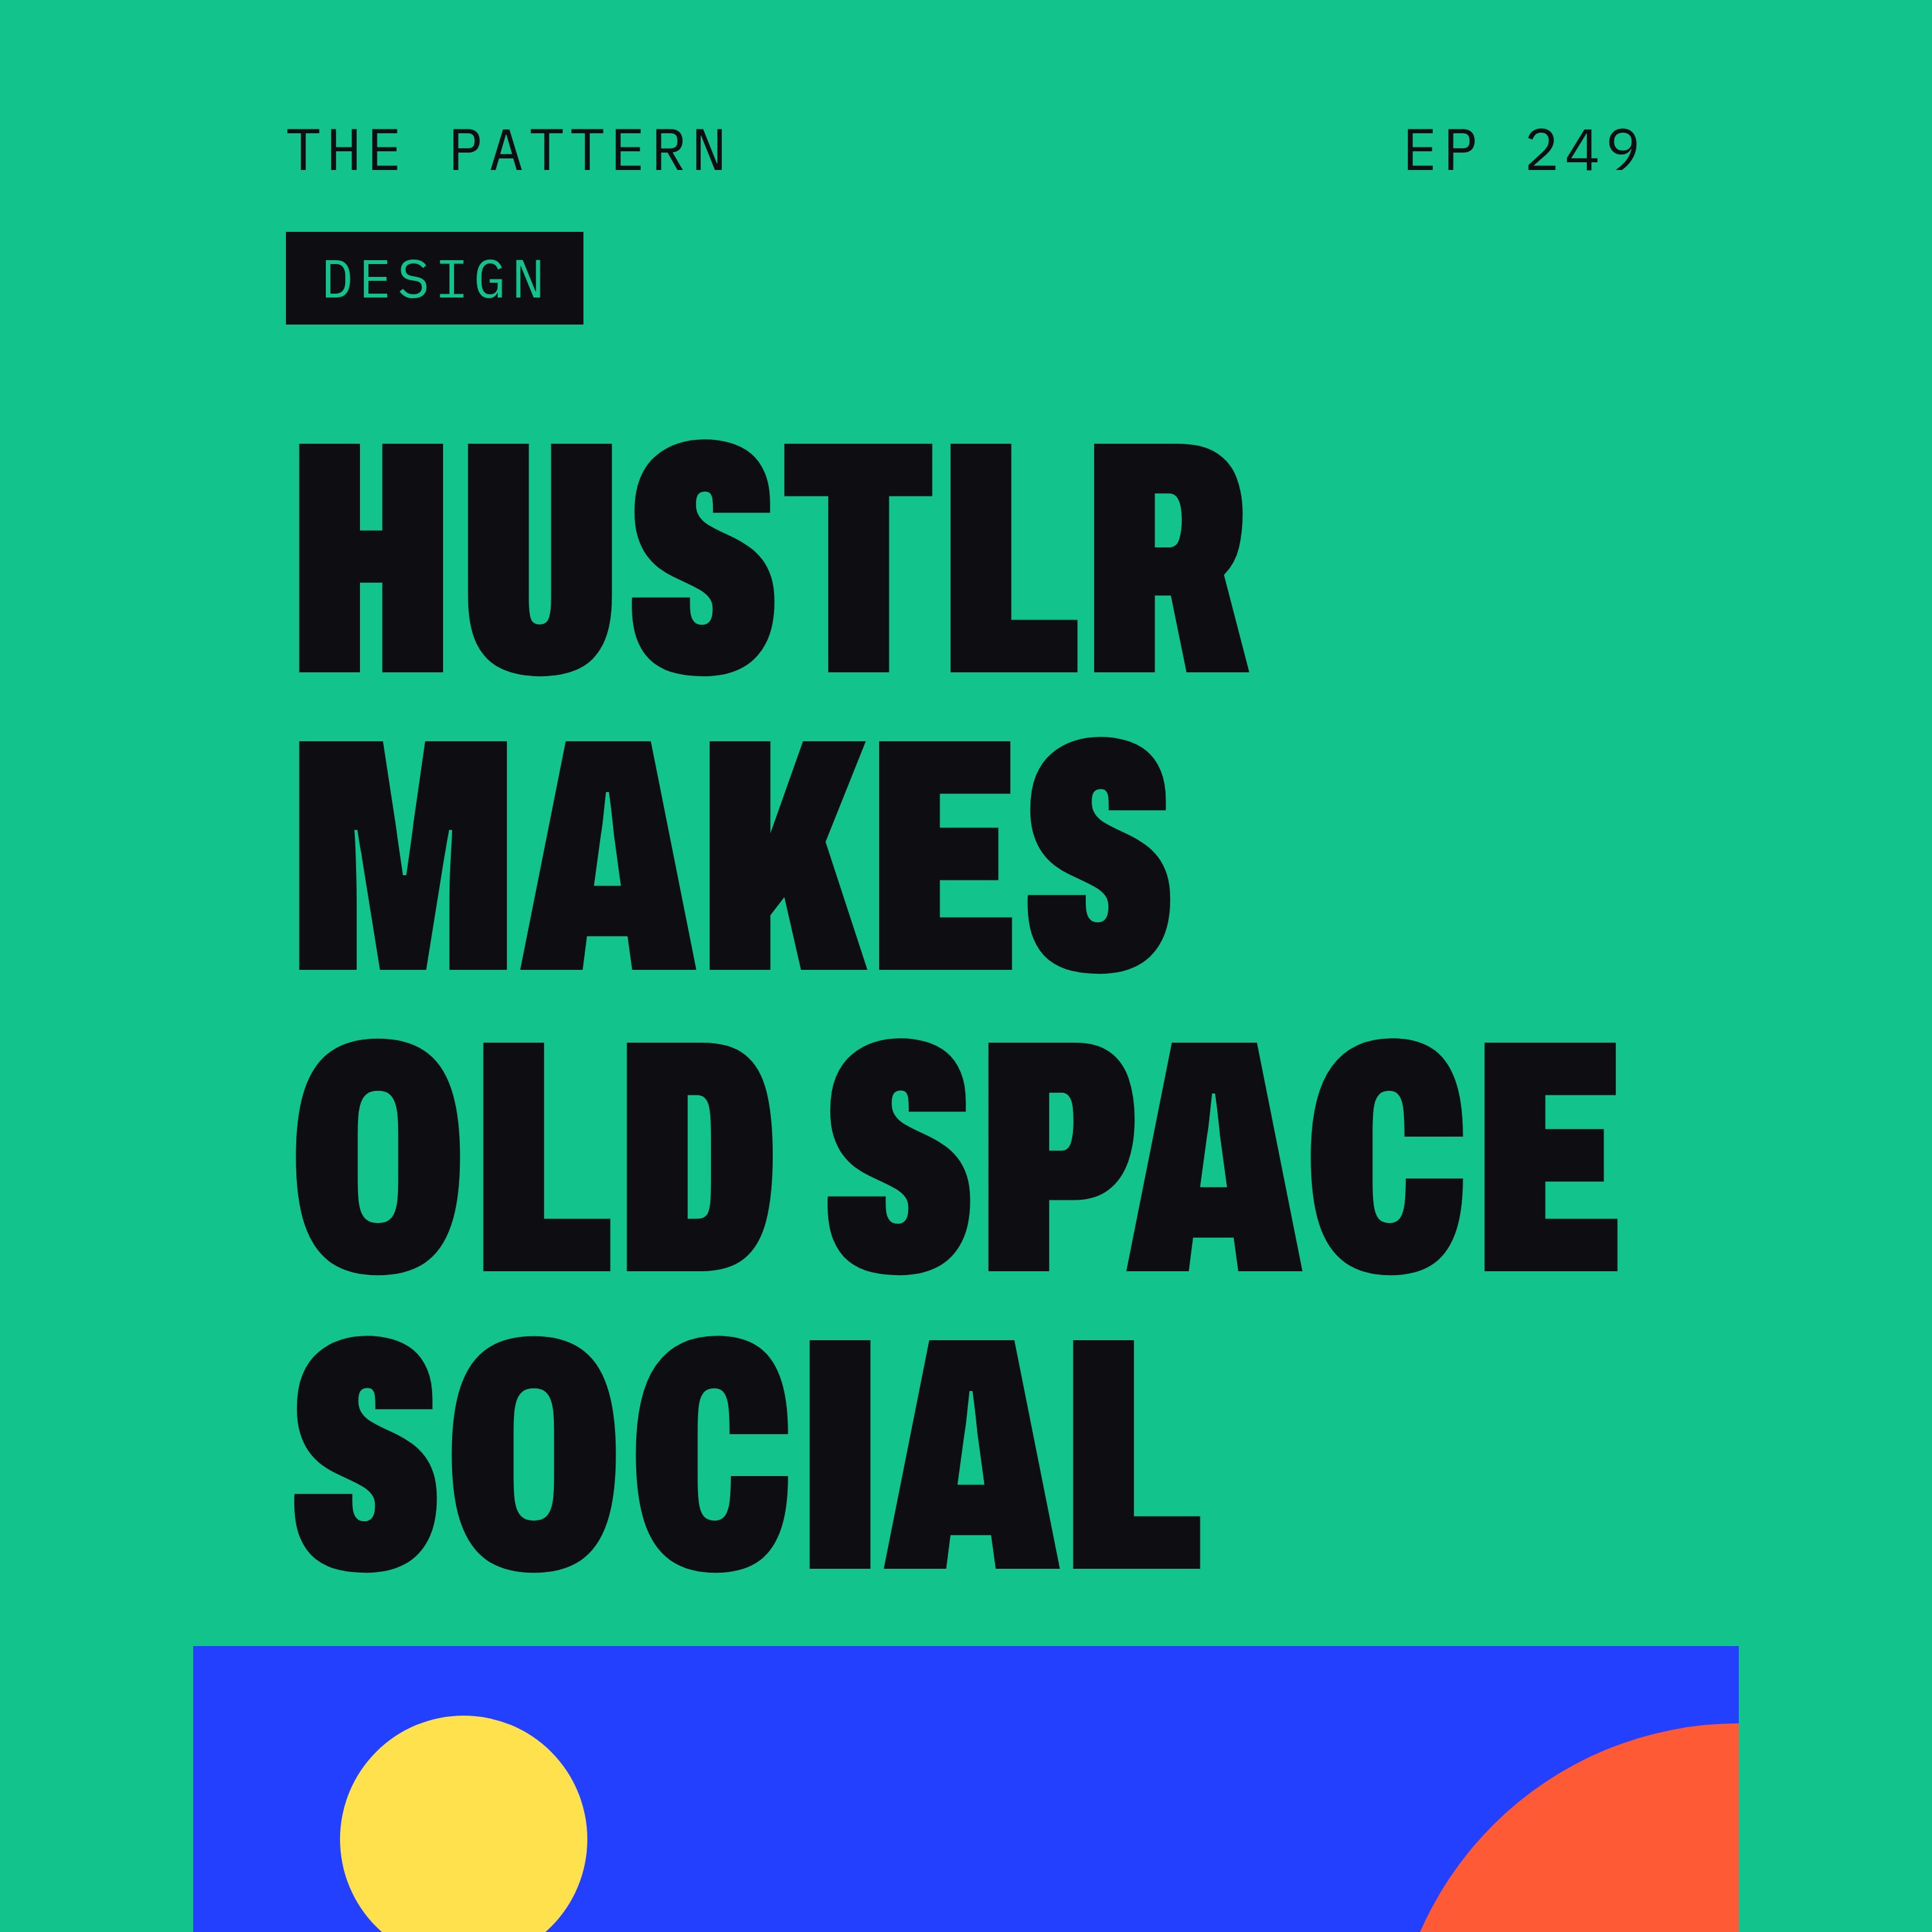 THE PATTERN
EP 249
DESIGN
HUSTLR
MAKES
OLD SPACE
SOCIAL